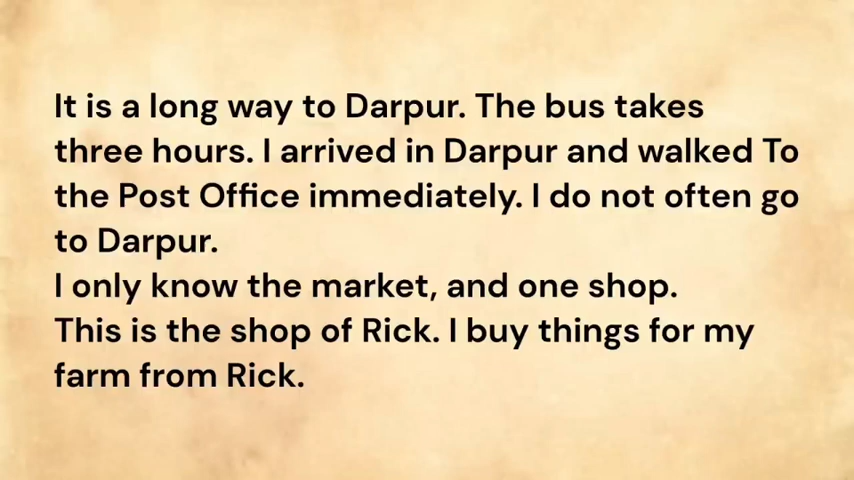 It is a long way to Darpur. The bus takes
three hours. I arrived in Darpur and walked To
the Post Office immediately. I do not often go
to Darpur.
I only know the market, and one shop.
This is the shop of Rick. I buy things for my
farm from Rick.